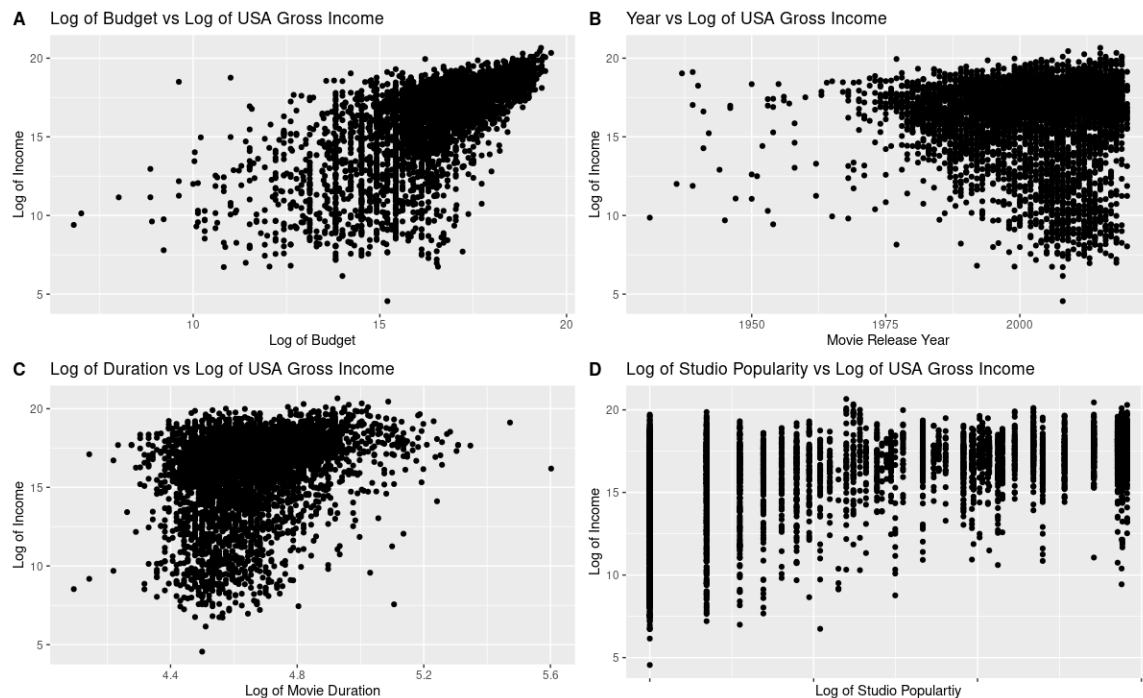 A Log of Budget vs Log of USA Gross Income
20
15
10
5
Log of Income
10 15 20
Log of Budget
B Year vs Log of USA Gross Income
20
15
10
5
Log of Income
1950 1975 2000
Movie Release Year
C Log of Duration vs Log of USA Gross Income
20
15
10
5
Log of Income
4.4 4.8 5.2 5.6
Log of Movie Duration
D Log of Studio Popularity vs Log of USA Gross Income
20
15
10
5
Log of Income
Log of Studio Populartiy